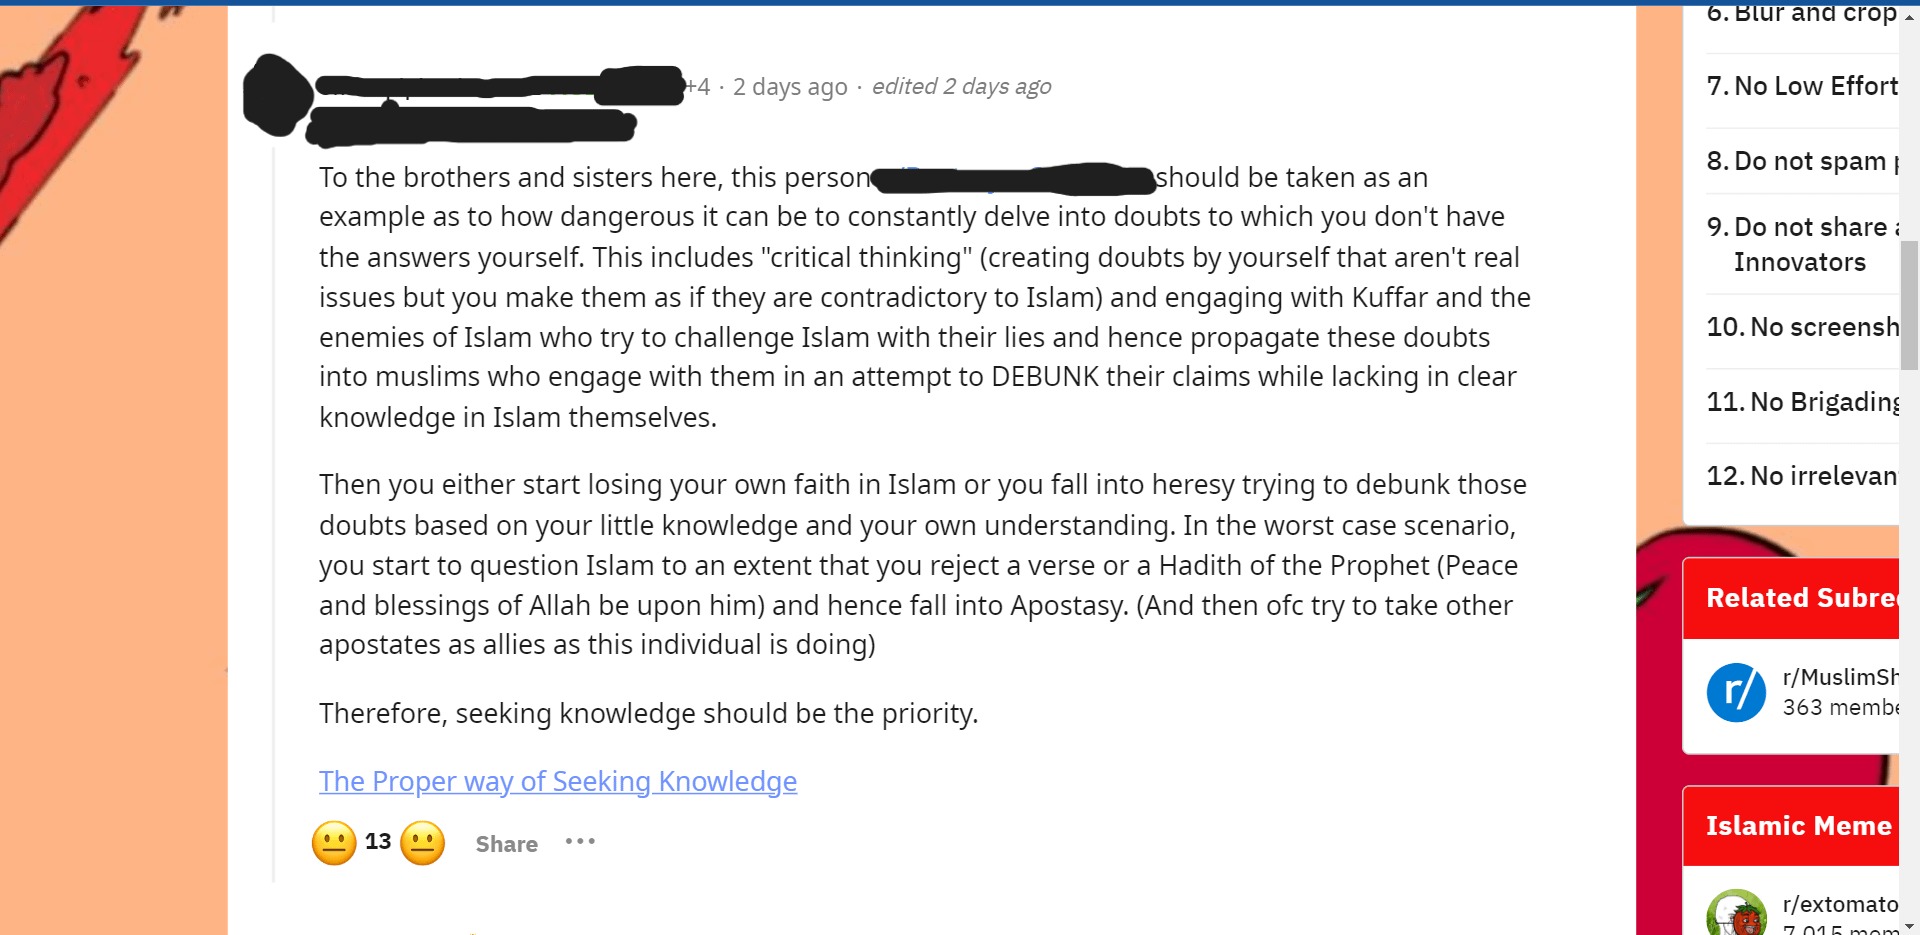 +4 · 2 days ago · edited 2 days ago
To the brothers and sisters here, this person should be taken as an
example as to how dangerous it can be to constantly delve into doubts to which you don't have
the answers yourself. This includes "critical thinking" (creating doubts by yourself that aren't real
issues but you make them as if they are contradictory to Islam) and engaging with Kuffar and the
enemies of Islam who try to challenge Islam with their lies and hence propagate these doubts
into muslims who engage with them in an attempt to DEBUNK their claims while lacking in clear
knowledge in Islam themselves.
Then you either start losing your own faith in Islam or you fall into heresy trying to debunk those
doubts based on your little knowledge and your own understanding. In the worst case scenario,
you start to question Islam to an extent that you reject a verse or a Hadith of the Prophet (Peace
and blessings of Allah be upon him) and hence fall into Apostasy. (And then ofc try to take other
apostates as allies as this individual is doing)
Therefore, seeking knowledge should be the priority.
The Proper way of Seeking Knowledge
13 Share ···
6. Blur and crop
7. No Low Effort
8. Do not spam
9. Do not share
Innovators
10. No screensh
11. No Brigading
12. No irrelevan
Related Subre
r/
r/MuslimSh
363 membe
Islamic Meme
r/extomato
7,015 mem